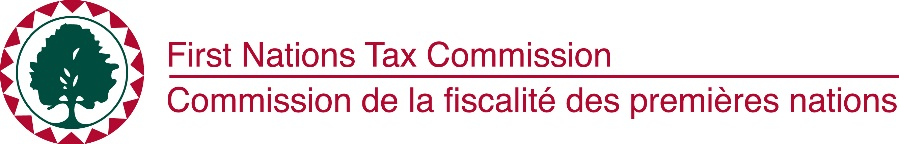 First Nations Tax Commission
Commission de la fiscalité des premières nations